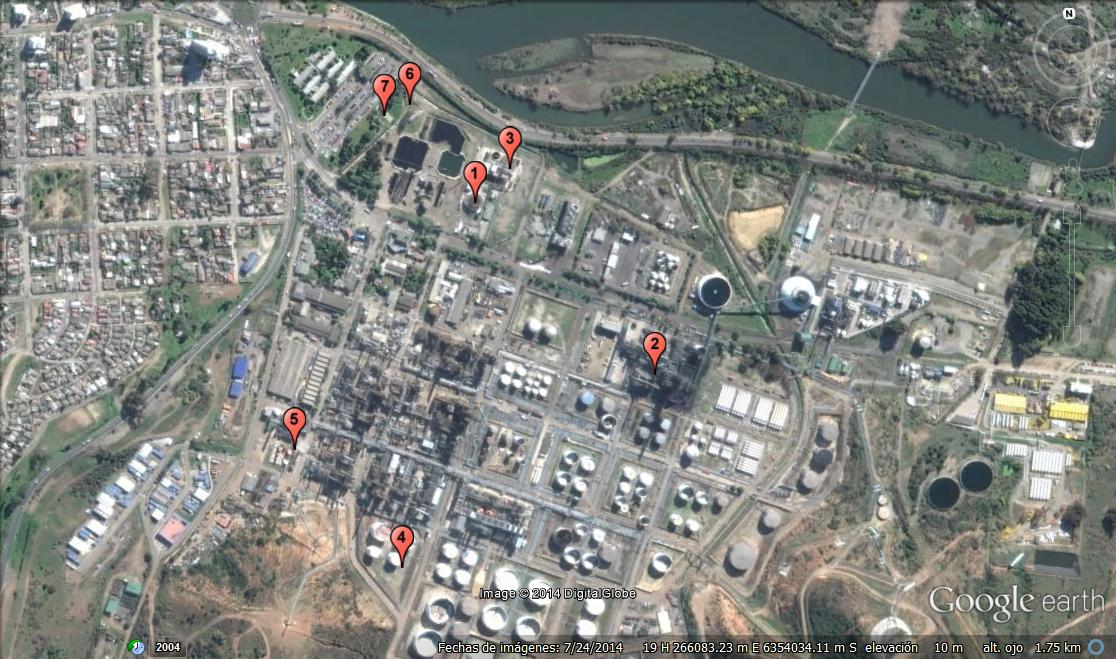 N
6
7
3
1
2
5
4
Image © 2014 DigitalGlobe
Google earth
2004
Fechas de imágenes: 7/24/2014 19 H 266083.23 m E 6354034.11 m S elevación 10 m alt. ojo 1.75 km